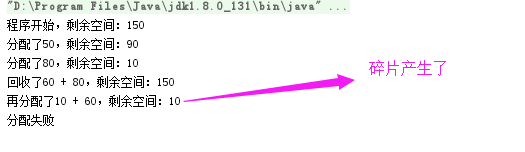 "D:\Program Files\Java\jdk1.8.0_131\bin\java" ...
程序开始，剩余空间：150
分配了50，剩余空间：90
分配了80，剩余空间：10
回收了60 + 80，剩余空间：150
再分配了10 + 60，剩余空间：10
分配失败
碎片产生了